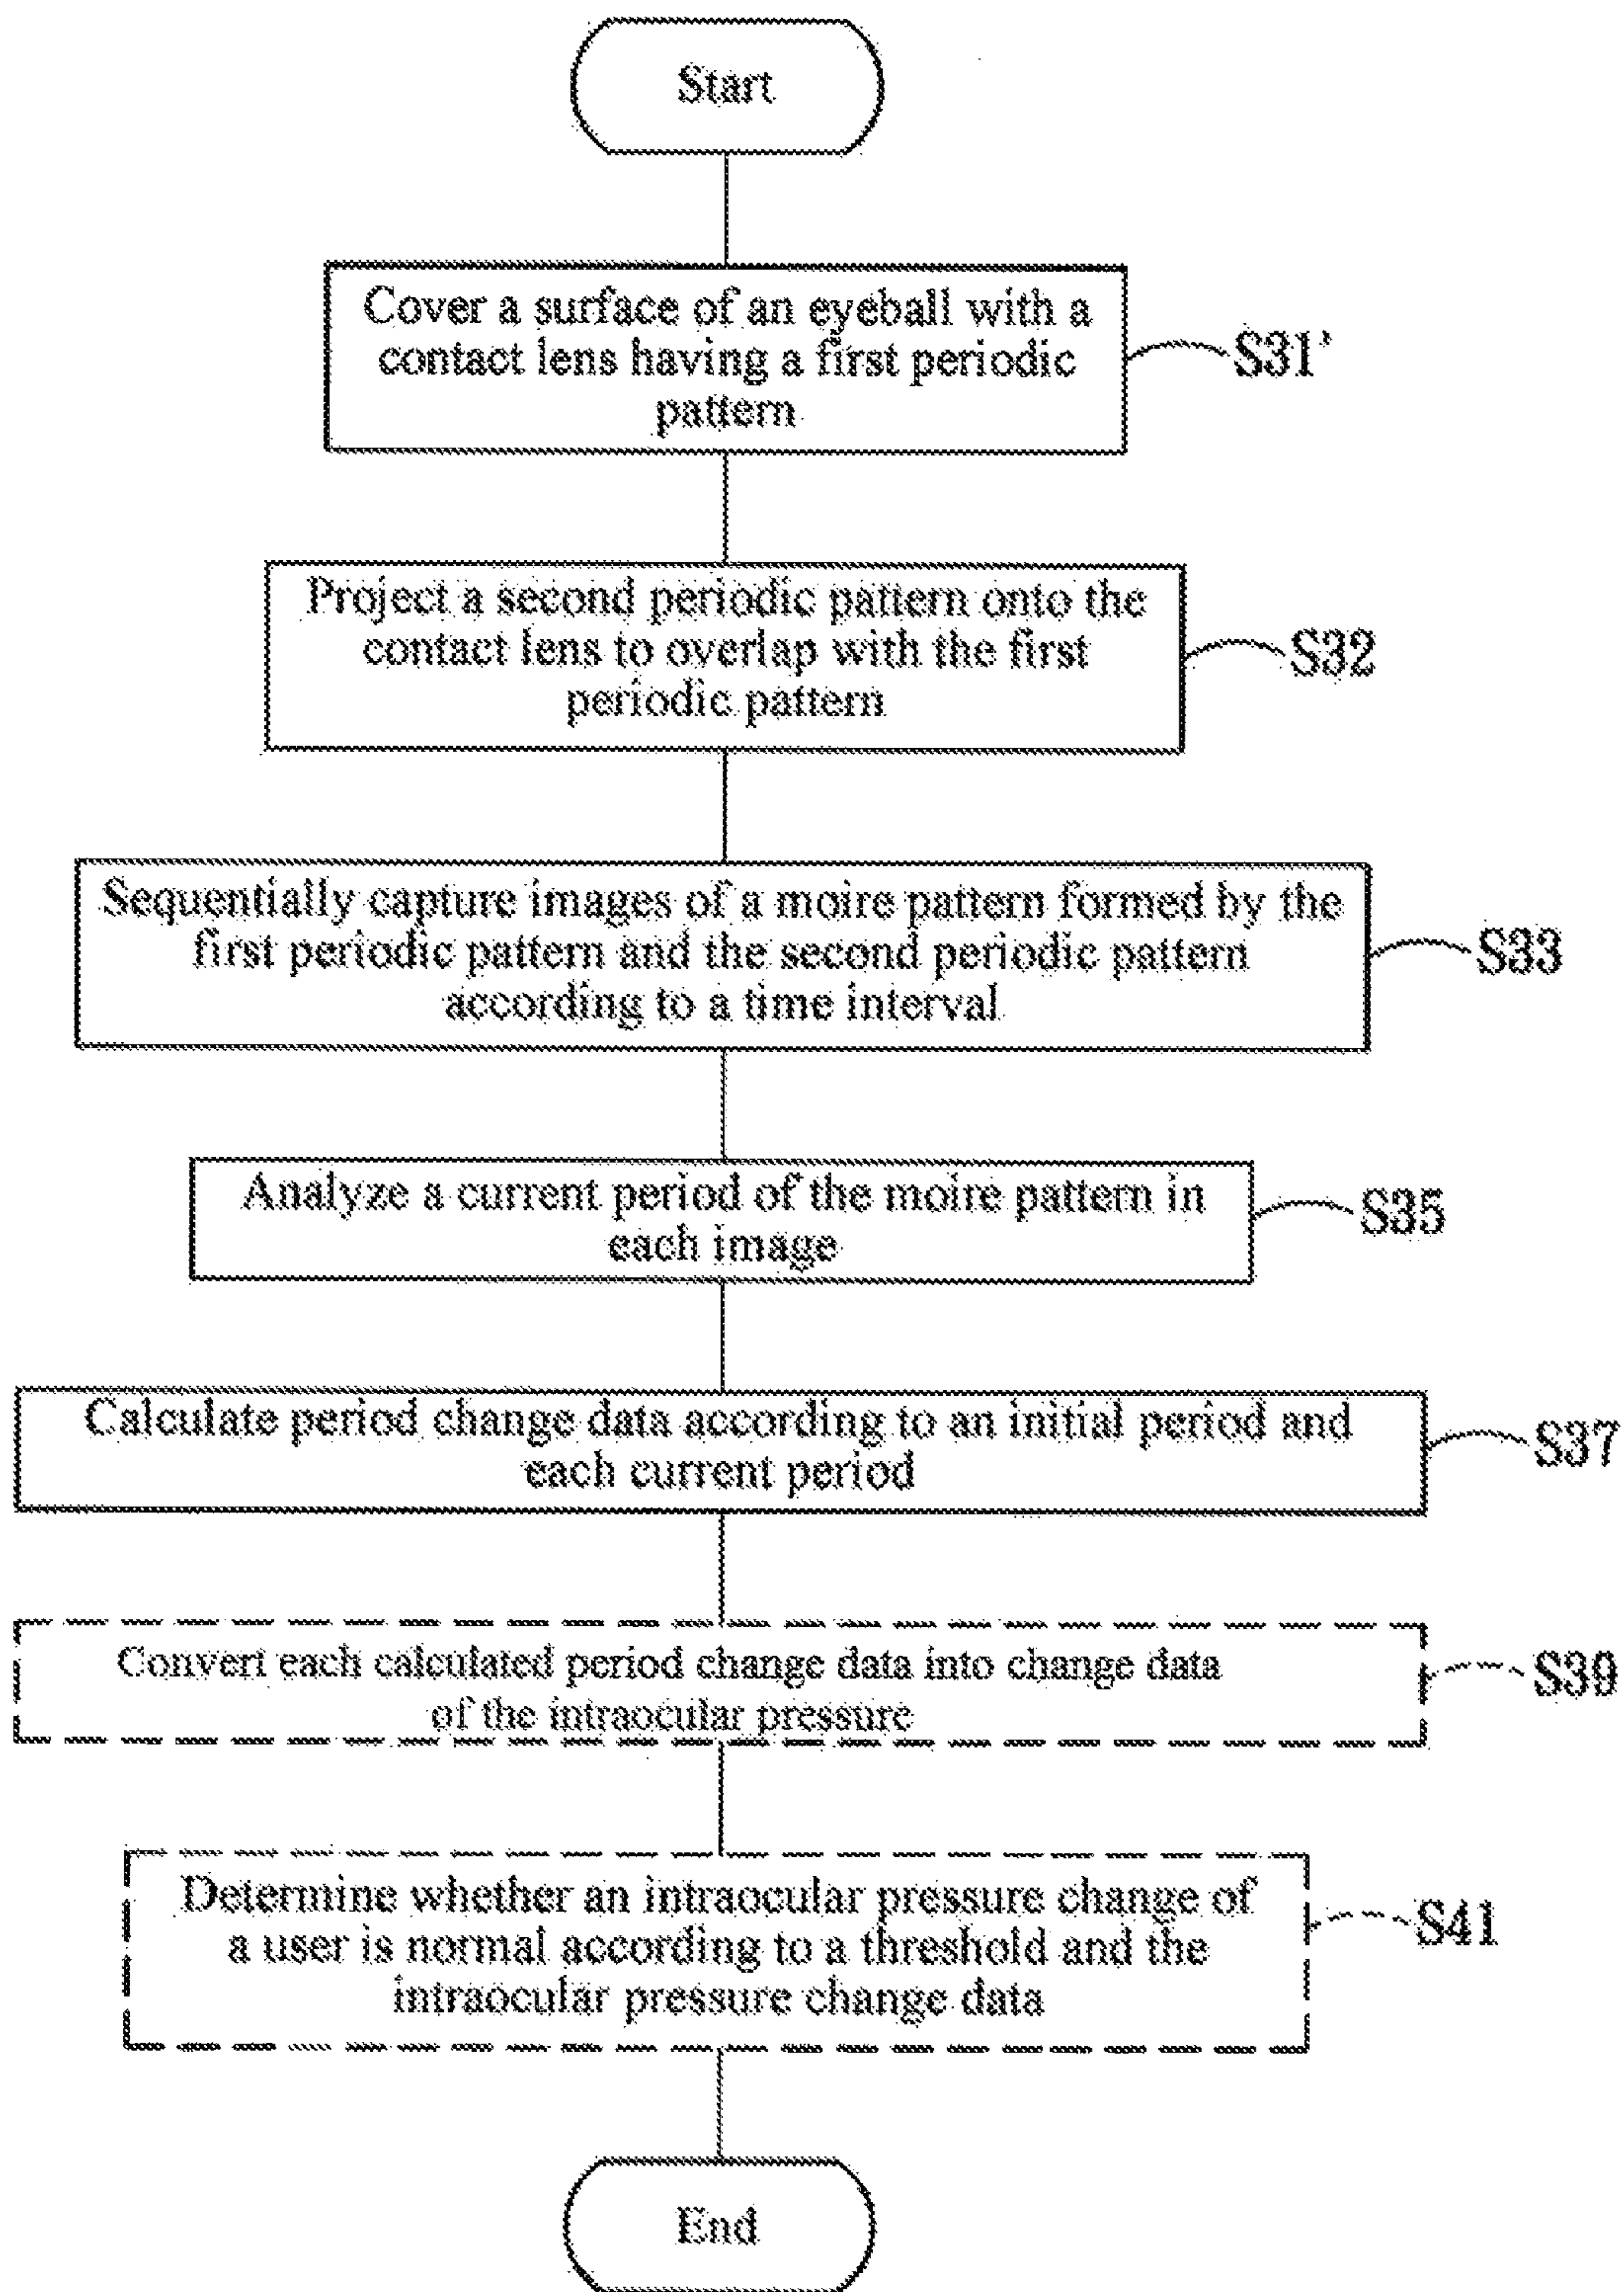 Start
Cover a surface of an eyeball with a
contact lens having a first periodic
pattern
S31'
Project a second periodic pattern onto the
contact lens to overlap with the first
periodic pattern
S32
Sequentially capture images of a moire pattern formed by the
first periodic pattern and the second periodic pattern
according to a time interval
S33
Analyze a current period of the moire pattern in
each image
S35
Calculate period change data according to an initial period and
each current period
S37
Convert each calculated period change data into change data
of the intraocular pressure
S39
Determine whether an intraocular pressure change of
a user is normal according to a threshold and the
intraocular pressure change data
S41
End